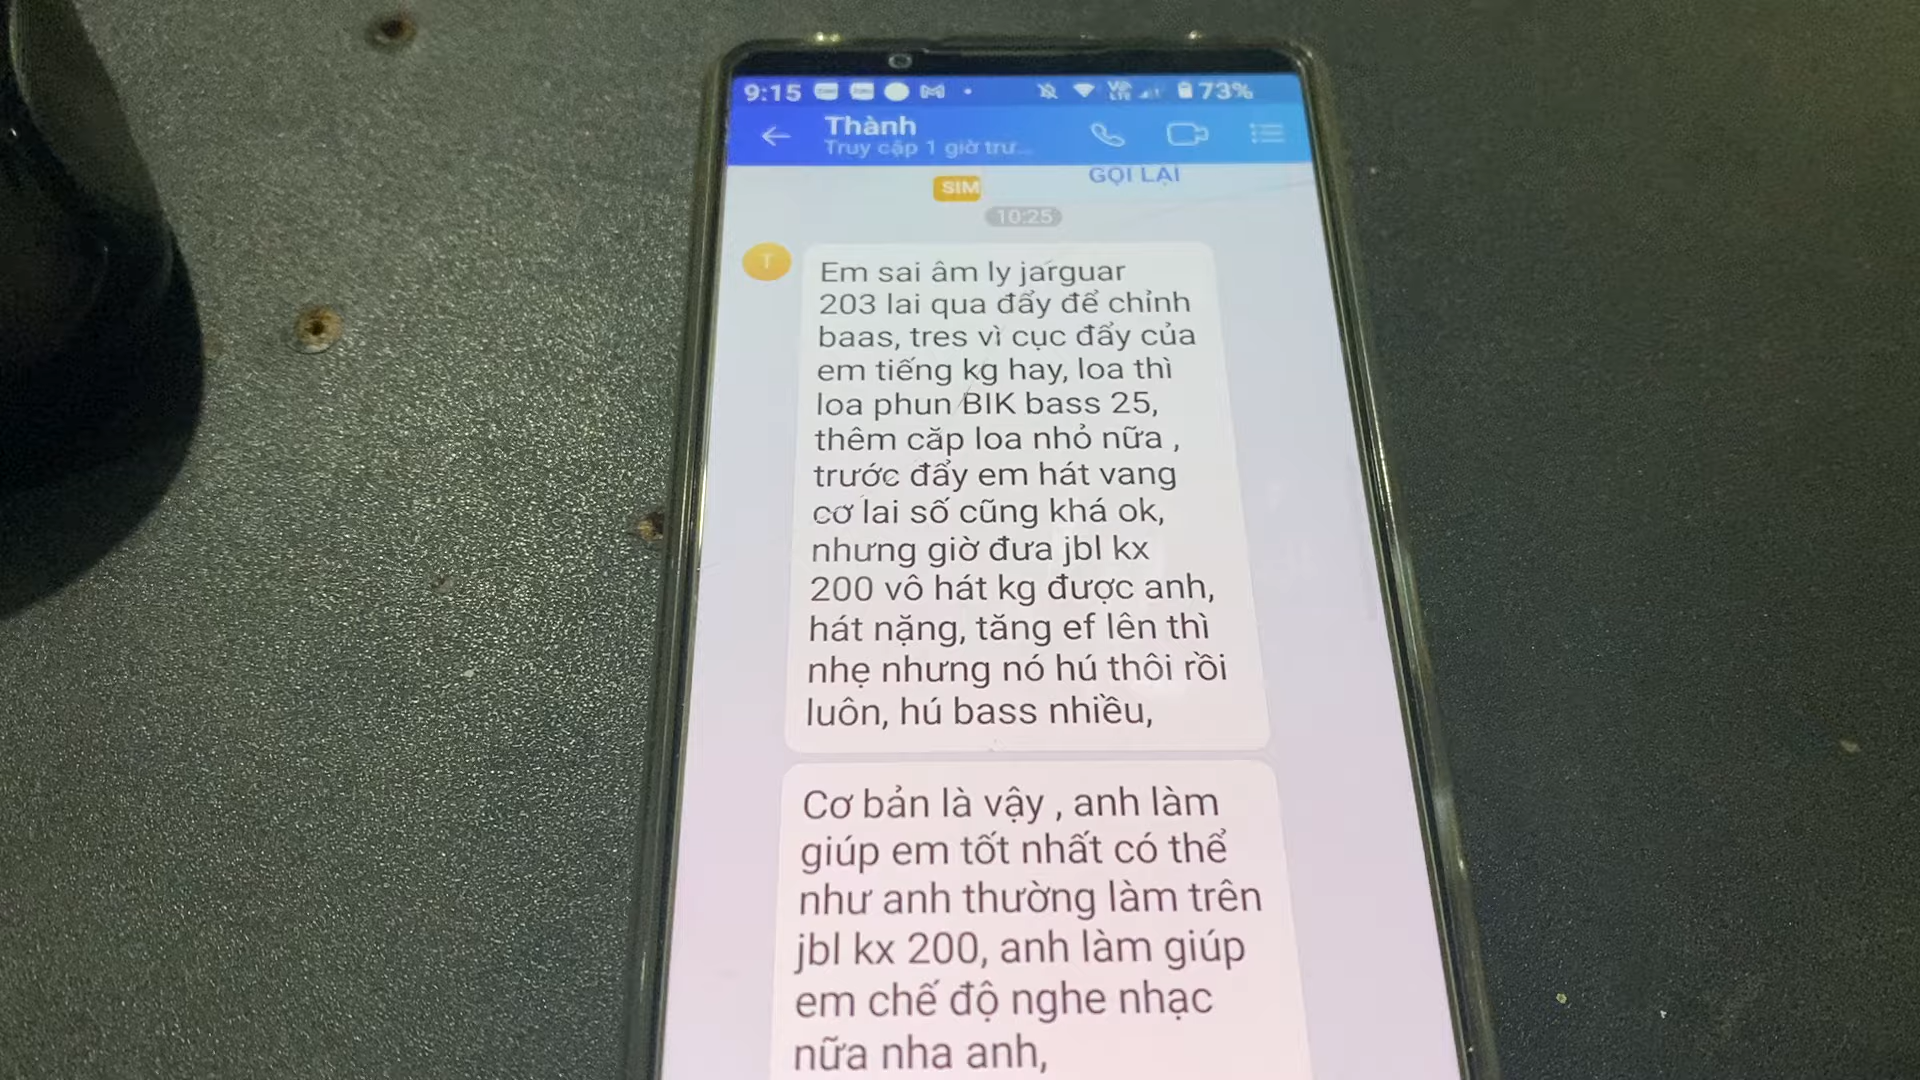 9:15
73%
Thành
Truy cập 1 giờ trư...
GỌI LẠI
SIM
10:25
T
Em sai âm ly jarguar
203 lai qua đẩy để chỉnh
baas, tres vì cục đẩy của
em tiếng kg hay, loa thì
loa phun BIK bass 25,
thêm cặp loa nhỏ nữa ,
trước đẩy em hát vang
cơ lai số cũng khá ok,
nhưng giờ đưa jbl kx
200 vô hát kg được anh,
hát nặng, tăng ef lên thì
nhẹ nhưng nó hú thôi rồi
luôn, hú bass nhiều,
Cơ bản là vậy , anh làm
giúp em tốt nhất có thể
như anh thường làm trên
jbl kx 200, anh làm giúp
em chế độ nghe nhạc
nữa nha anh,